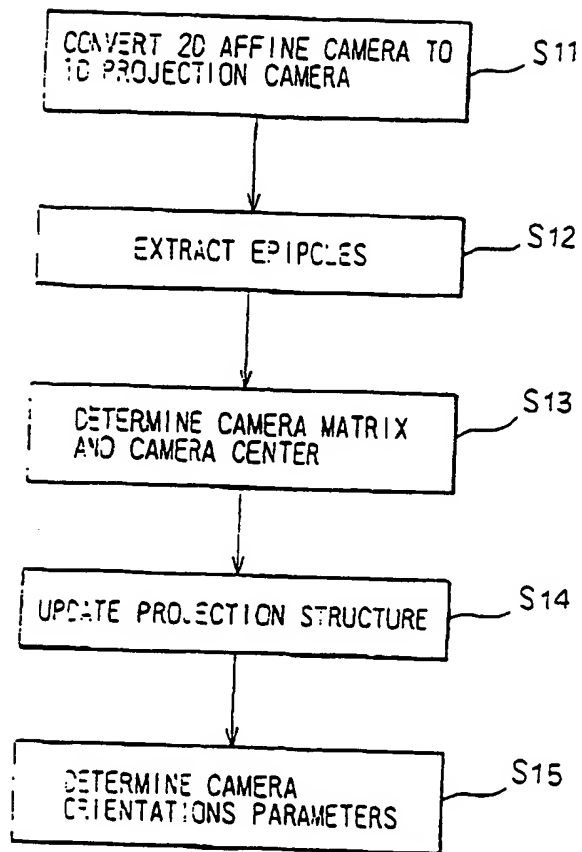 CONVERT 2D AFFINE CAMERA TO
1D PROJECTION CAMERA
S11
EXTRACT EPIPOLES
S12
DETERMINE CAMERA MATRIX
AND CAMERA CENTER
S13
UPDATE PROJECTION STRUCTURE
S14
DETERMINE CAMERA
ORIENTATIONS PARAMETERS
S15